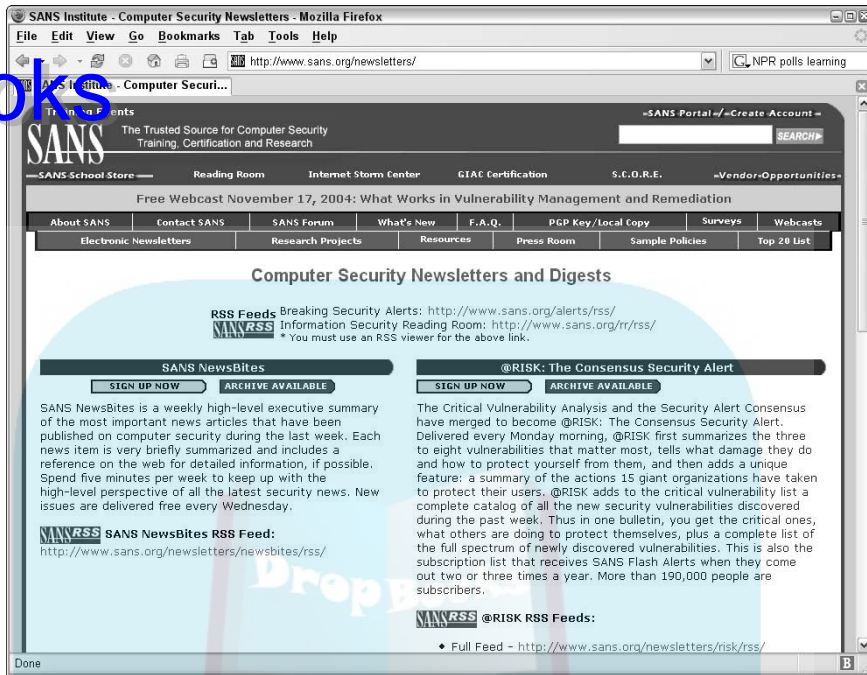 SANS Institute - Computer Security Newsletters - Mozilla Firefox
File Edit View Go Bookmarks Tab Tools Help
http://www.sans.org/newsletters/
NPR polls learning
oks
SANS Institute - Computer Securi...
Training Events
SANS Portal / Create Account
SANS
The Trusted Source for Computer Security
Training, Certification and Research
SEARCH
SANS School Store Reading Room Internet Storm Center GIAC Certification S.C.O.R.E. Vendor Opportunities
Free Webcast November 17, 2004: What Works in Vulnerability Management and Remediation
About SANS Contact SANS SANS Forum What's New F.A.Q. PGP Key/Local Copy Surveys Webcasts
Electronic Newsletters Research Projects Resources Press Room Sample Policies Top 20 List
Computer Security Newsletters and Digests
RSS Feeds
SANS RSS
Breaking Security Alerts: http://www.sans.org/alerts/rss/
Information Security Reading Room: http://www.sans.org/rr/rss/
* You must use an RSS viewer for the above link.
SANS NewsBites
SIGN UP NOW ARCHIVE AVAILABLE
SANS NewsBites is a weekly high-level executive summary
of the most important news articles that have been
published on computer security during the last week. Each
news item is very briefly summarized and includes a
reference on the web for detailed information, if possible.
Spend five minutes per week to keep up with the
high-level perspective of all the latest security news. New
issues are delivered free every Wednesday.
SANS RSS SANS NewsBites RSS Feed:
http://www.sans.org/newsletters/newsbites/rss/
@RISK: The Consensus Security Alert
SIGN UP NOW ARCHIVE AVAILABLE
The Critical Vulnerability Analysis and the Security Alert Consensus
have merged to become @RISK: The Consensus Security Alert.
Delivered every Monday morning, @RISK first summarizes the three
to eight vulnerabilities that matter most, tells what damage they do
and how to protect yourself from them, and then adds a unique
feature: a summary of the actions 15 giant organizations have taken
to protect their users. @RISK adds to the critical vulnerability list a
complete catalog of all the new security vulnerabilities discovered
during the past week. Thus in one bulletin, you get the critical ones,
what others are doing to protect themselves, plus a complete list of
the full spectrum of newly discovered vulnerabilities. This is also the
subscription list that receives SANS Flash Alerts when they come
out two or three times a year. More than 190,000 people are
subscribers.
SANS RSS @RISK RSS Feeds:
Full Feed - http://www.sans.org/newsletters/risk/rss/
Done
B